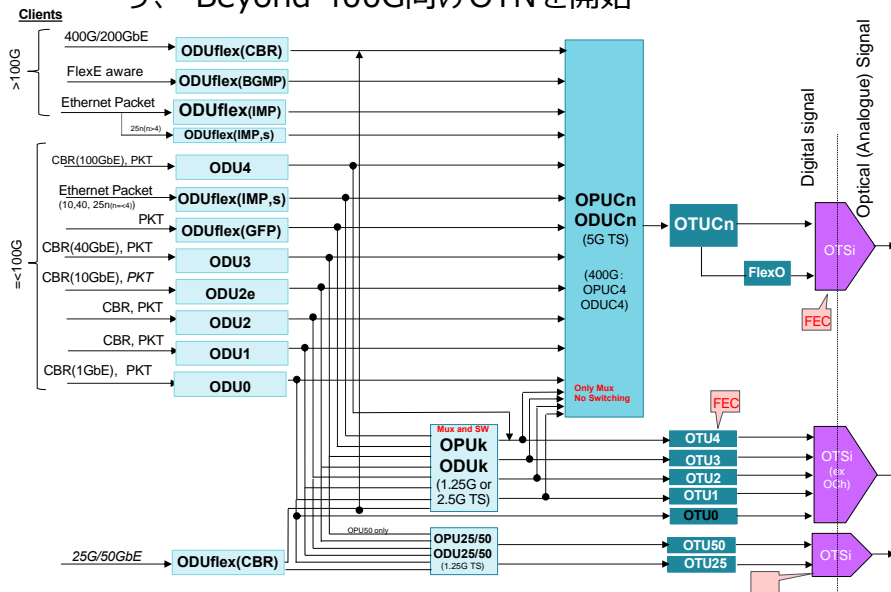 う、 Beyond 100G向けOTNを開始
Clients
>100G
400G/200GbE
ODUflex(CBR)
FlexE aware
ODUflex(BGMP)
Ethernet Packet
ODUflex(IMP)
25n(n>4)
ODUflex(IMP,s)
=<100G
CBR(100GbE), PKT
ODU4
Ethernet Packet
(10,40, 25n(n=<4))
ODUflex(IMP,s)
PKT
ODUflex(GFP)
CBR(40GbE), PKT
ODU3
CBR(10GbE), PKT
ODU2e
CBR, PKT
ODU2
CBR, PKT
ODU1
CBR(1GbE), PKT
ODU0
25G/50GbE
ODUflex(CBR)
OPUCn
ODUCn
(5G TS)
(400G:
OPUC4
ODUC4)
Only Mux
No Switching
Mux and SW
OPUk
ODUk
(1.25G or
2.5G TS)
OPU50 only
OPU25/50
ODU25/50
(1.25G TS)
OTUCn
FlexO
Digital signal
Optical (Analogue) Signal
OTSi
FEC
FEC
OTU4
OTU3
OTU2
OTU1
OTU0
OTSi
(ex
OCh)
OTU50
OTU25
OTSi